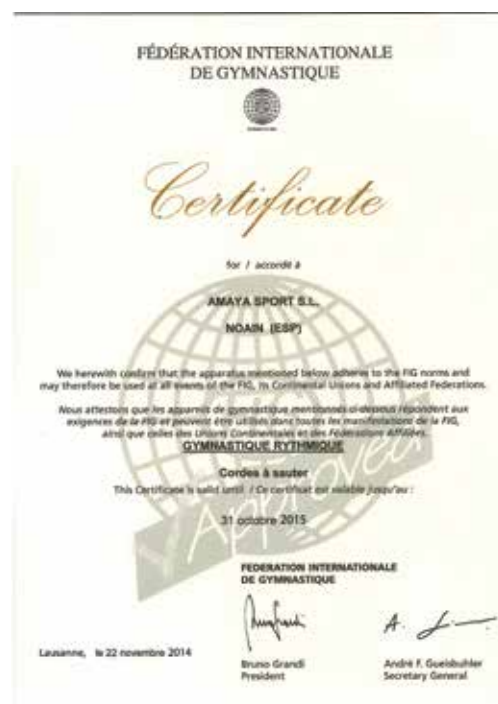 FÉDÉRATION INTERNATIONALE
DE GYMNASTIQUE
Certificate
for / accordé à
AMAYA SPORT S.L.
NOAIN (ESP)
We herewith confirm that the apparatus mentioned below adheres to the FIG norms and
may therefore be used at all events of the FIG, its Continental Unions and Affiliated Federations.
Nous attestons que les appareils de gymnastique mentionnés ci-dessous répondent aux
exigences de la FIG et peuvent être utilisés dans toutes les manifestations de la FIG,
ainsi que celles des Unions Continentales et des Fédérations Affiliées.
GYMNASTIQUE RYTHMIQUE
Cordes à sauter
This Certificate is valid until / Ce certificat est valable jusqu'au :
31 octobre 2015
Approved
FEDERATION INTERNATIONALE
DE GYMNASTIQUE
Lausanne, le 22 novembre 2014
Bruno Grandi
President
André F. Gueisbuhler
Secretary General